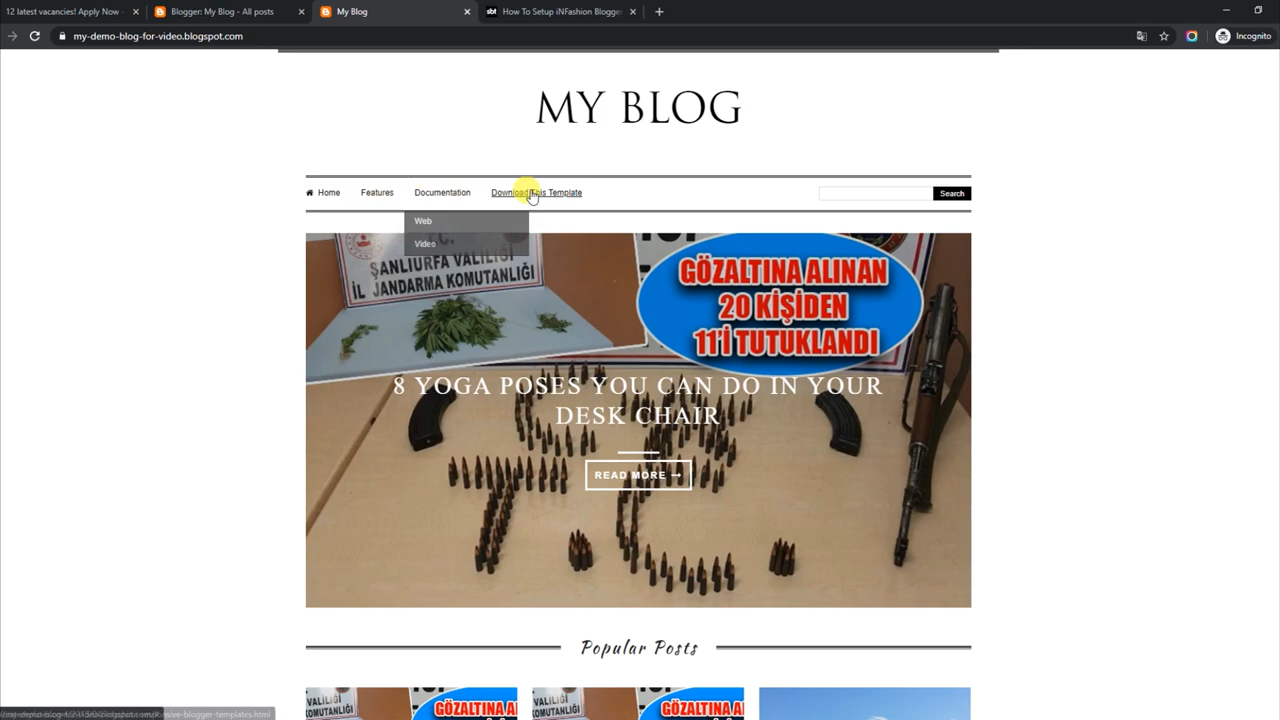 12 latest vacancies! Apply Now
Blogger: My Blog - All posts
My Blog
How To Setup iNFashion Blogger
my-demo-blog-for-video.blogspot.com
Incognito
MY BLOG
Home
Features
Documentation
Download This Template
Search
Web
Video
T.C.
ŞANLIURFA VALİLİĞİ
İL JANDARMA KOMUTANLIĞI
GÖZALTINA ALINAN
20 KİŞİDEN
11'İ TUTUKLANDI
8 YOGA POSES YOU CAN DO IN YOUR
DESK CHAIR
READ MORE
T.C.
Popular Posts
VALİLİĞİ
GÖZALTINA
VALİLİĞİ
GÖZALTINA